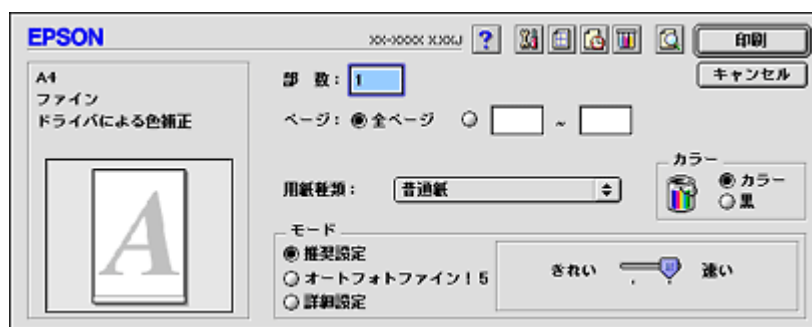 EPSON
XX-XXXX X.XXJ
?
印刷
キャンセル
A4
ファイン
ドライバによる色補正
A
部 数：1
ページ：全ページ ～
用紙種類： 普通紙
カラー
カラー
黒
モード
推奨設定
オートフォトファイン！5
詳細設定
きれい 速い